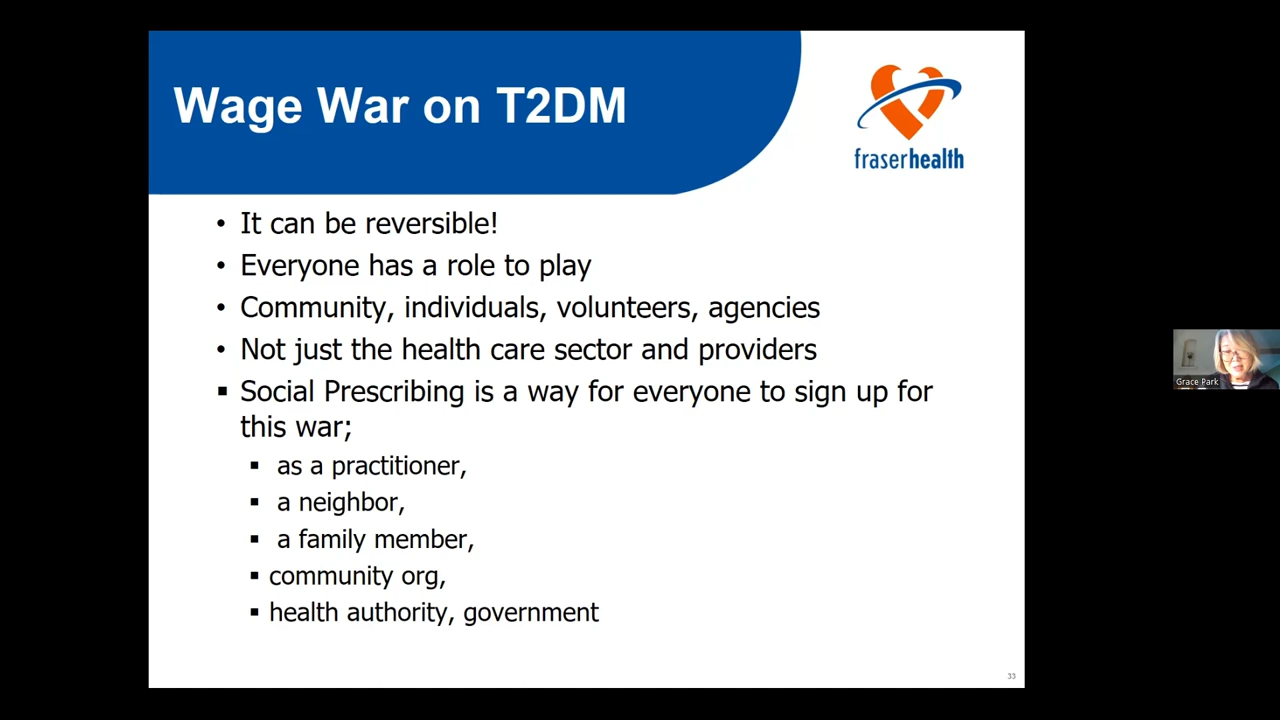 Wage War on T2DM
fraserhealth
• It can be reversible!
• Everyone has a role to play
• Community, individuals, volunteers, agencies
• Not just the health care sector and providers
▪ Social Prescribing is a way for everyone to sign up for
this war;
▪ as a practitioner,
▪ a neighbor,
▪ a family member,
▪ community org,
▪ health authority, government
33
Grace Park